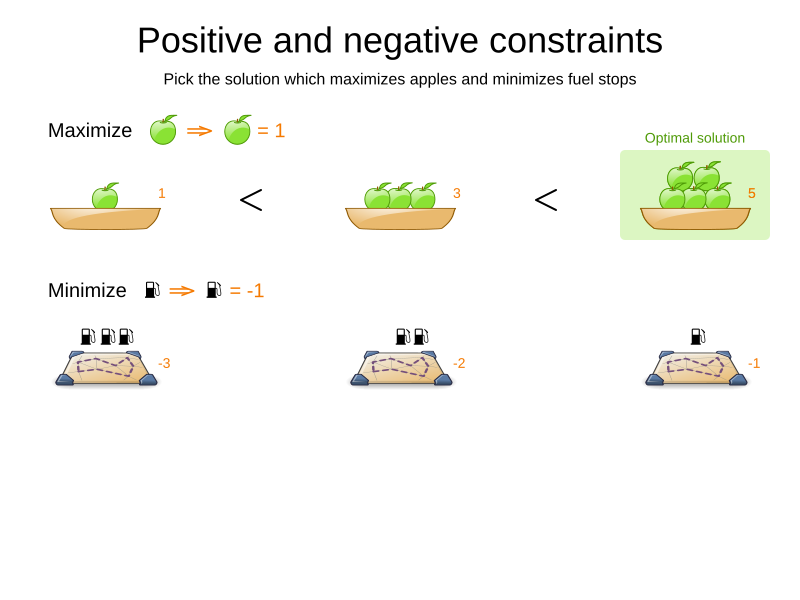 Positive and negative constraints
Pick the solution which maximizes apples and minimizes fuel stops
Maximize = 1
Optimal solution
1 < 3 < 5
Minimize = -1
-3 -2 -1